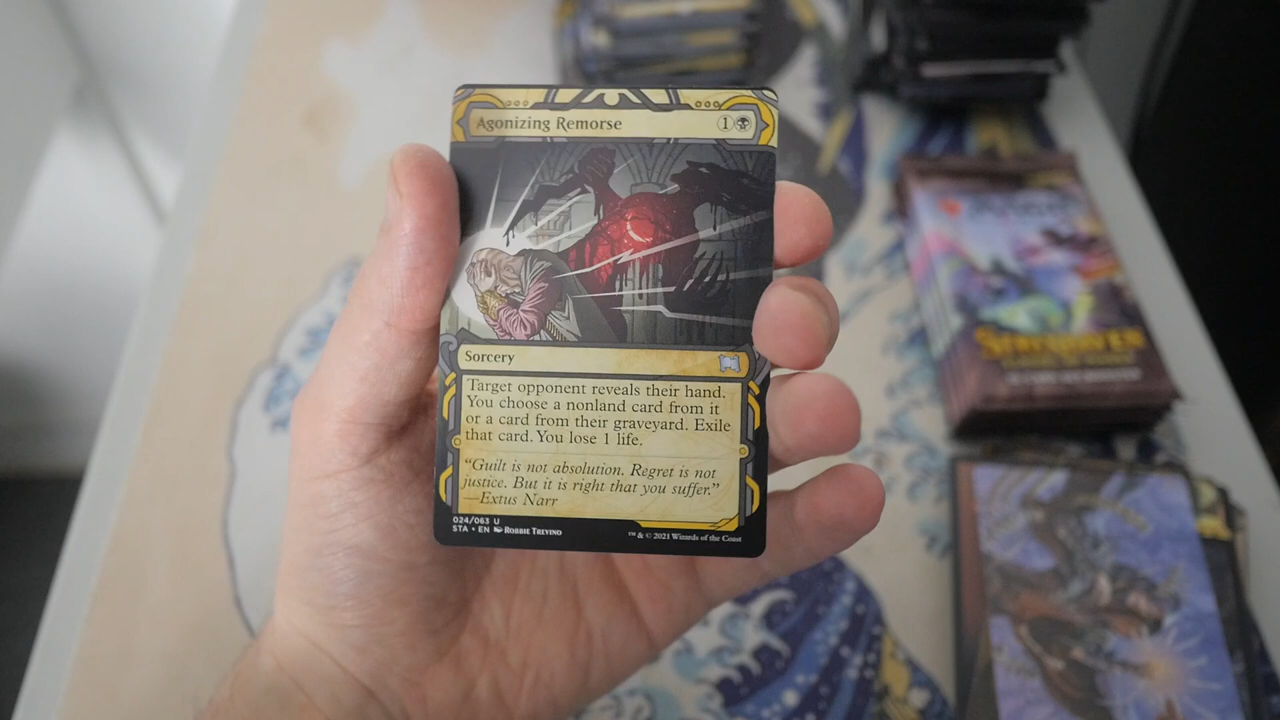 Agonizing Remorse 1
Sorcery
Target opponent reveals their hand.
You choose a nonland card from it
or a card from their graveyard. Exile
that card. You lose 1 life.
“Guilt is not absolution. Regret is not
justice. But it is right that you suffer.”
—Extus Narr
024/063 U
STA • EN Robbie Trevino
™ & © 2021 Wizards of the Coast
Strixhaven